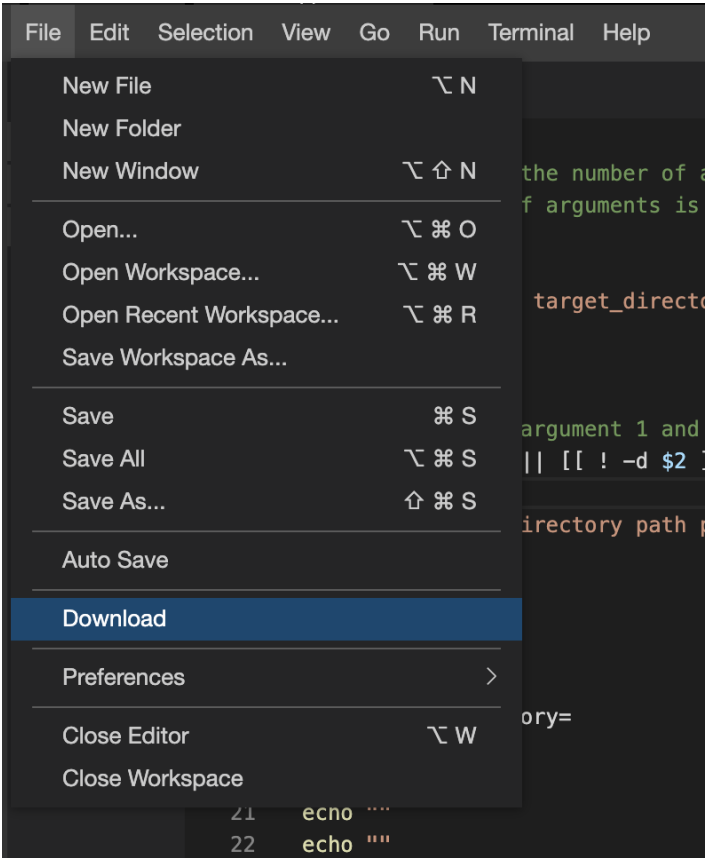 File Edit Selection View Go Run Terminal Help
New File ⌥ N
New Folder
New Window ⌥ ⇧ N
the number of
f arguments is
Open... ⌥ ⌘ O
Open Workspace... ⌥ ⌘ W
Open Recent Workspace... ⌥ ⌘ R
target_directo
Save Workspace As...
Save ⌘ S
argument 1 and
Save All ⌥ ⌘ S
|| [[ ! -d $2 ]
Save As... ⇧ ⌘ S
irectory path
Auto Save
Download
Preferences >
ory=
Close Editor ⌥ W
Close Workspace
21 echo ""
22 echo ""